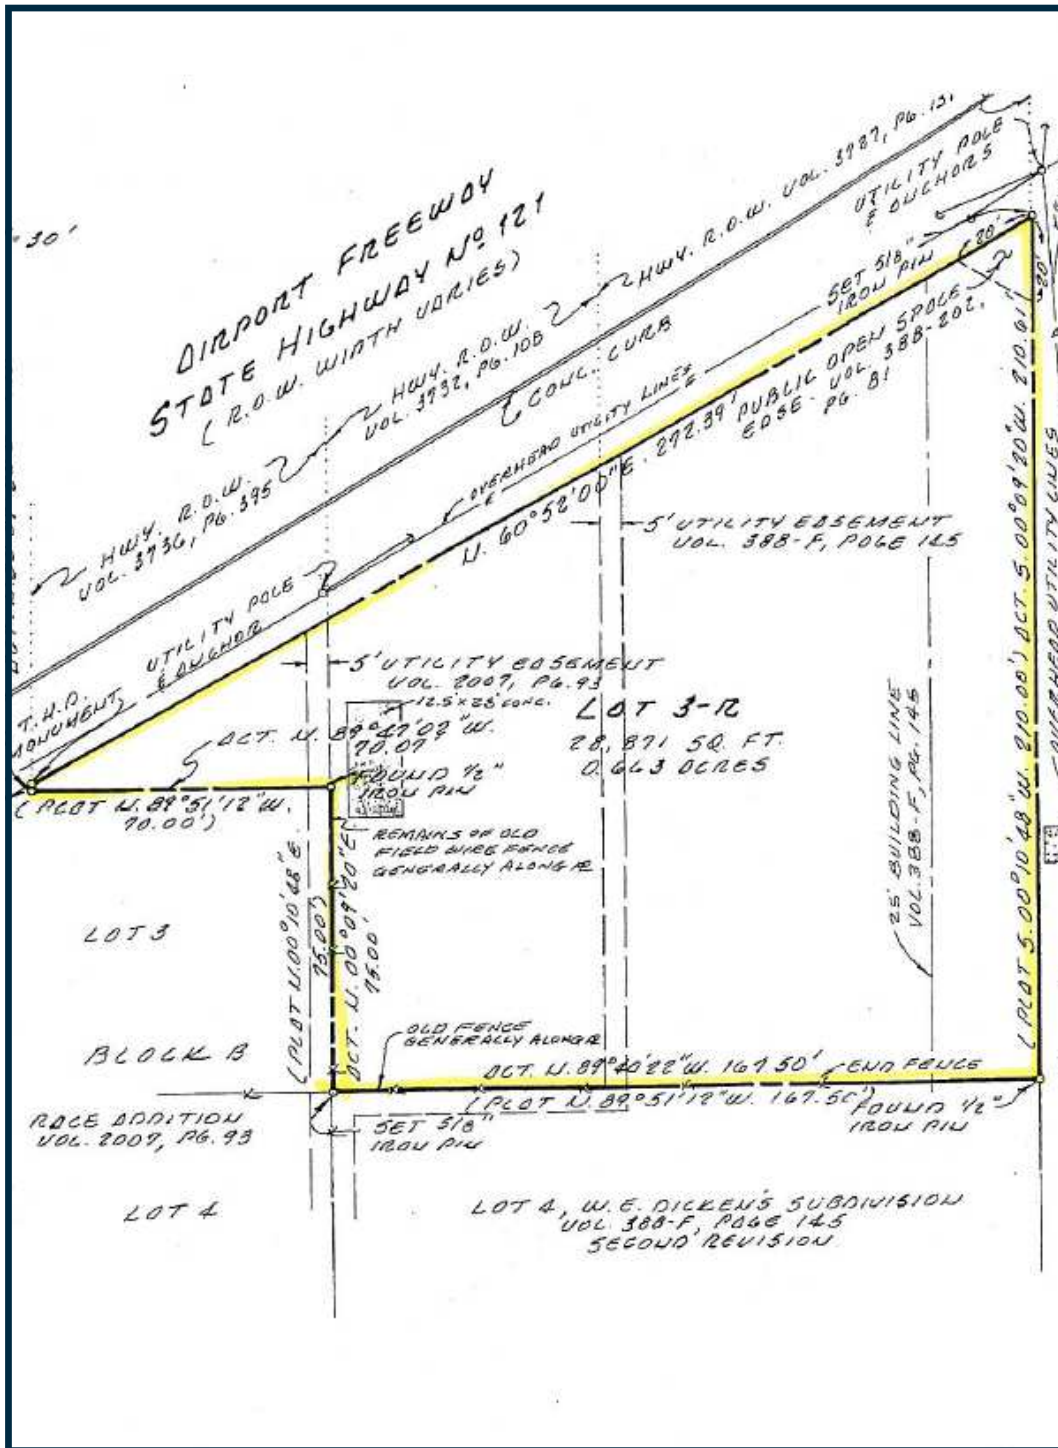 ° 30'
AIRPORT FREEWAY
STATE HIGHWAY Nº 121
( R.O.W. WIDTH VARIES)
HWY. R.O.W. VOL. 3727, PG. 13,
UTILITY POLE
& ANCHORS
HWY. R.O.W.
VOL. 3732, PG. 108
CONC. CURB
SET 5/8"
IRON PIN
20'
20'
HWY. R.O.W.
VOL. 3736, PG. 395
OVERHEAD UTILITY LINES
N. 60°52'00"E. 272.39'
PUBLIC OPEN SPACE
EASE. VOL. 388-202,
PG. 81
5' UTILITY EASEMENT
VOL. 388-F, PAGE 145
UTILITY POLE
& ANCHOR
5' UTILITY EASEMENT
VOL. 2007, PG. 93
12.5'x28' CONC.
T.H.D.
MONUMENT
ACT. N. 89°47'02"W.
70.07'
LOT 3-R
28,871 SQ. FT.
0.663 ACRES
FOUND 1/2"
IRON PIN
(PLAT N. 89°51'12"W.
70.00')
REMAINS OF OLD
FIELD WIRE FENCE
GENERALLY ALONG PL
(PLAT N. 00°10'48"E.
75.00')
ACT. N. 00°09'20"E.
75.00'
25' BUILDING LINE
VOL. 388-F, PG. 145
(PLAT S. 00°10'48"W. 210.00') ACT. S. 00°09'20"W. 210.61'
OVERHEAD UTILITY LINES
LOT 3
BLOCK B
OLD FENCE
GENERALLY ALONG PL
ACT. N. 89°40'22"W. 167.50'
END FENCE
(PLAT N. 89°51'12"W. 167.50')
FOUND 1/2"
IRON PIN
RACE ADDITION
VOL. 2007, PG. 93
SET 5/8"
IRON PIN
LOT 4
LOT 4, W.E. DICKEN'S SUBDIVISION
VOL. 388-F, PAGE 145
SECOND REVISION